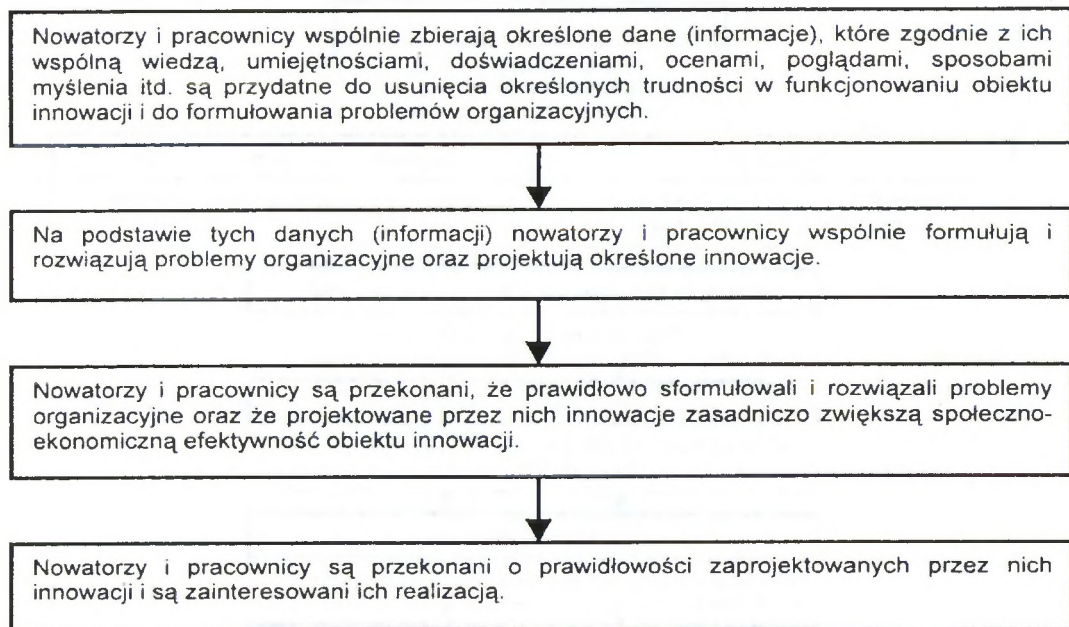 Nowatorzy i pracownicy wspólnie zbierają określone dane (informacje), które zgodnie z ich
wspólną wiedzą, umiejętnościami, doświadczeniami, ocenami, poglądami, sposobami
myślenia itd. są przydatne do usunięcia określonych trudności w funkcjonowaniu obiektu
innowacji i do formułowania problemów organizacyjnych.
Na podstawie tych danych (informacji) nowatorzy i pracownicy wspólnie formułują i
rozwiązują problemy organizacyjne oraz projektują określone innowacje.
Nowatorzy i pracownicy są przekonani, że prawidłowo sformułowali i rozwiązali problemy
organizacyjne oraz że projektowane przez nich innowacje zasadniczo zwiększą społeczno-
ekonomiczną efektywność obiektu innowacji.
Nowatorzy i pracownicy są przekonani o prawidłowości zaprojektowanych przez nich
innowacji i są zainteresowani ich realizacją.